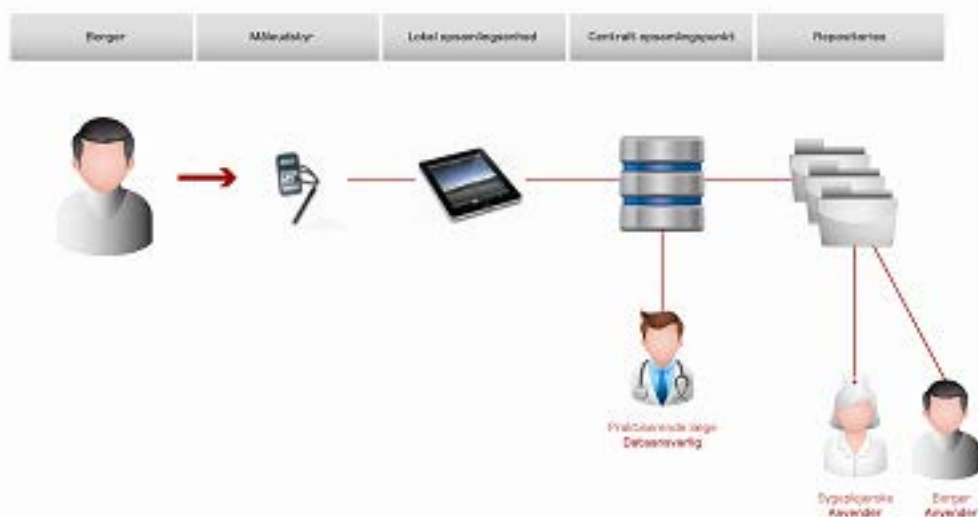 Borger
Måleudstyr
Lokal opsamlingsenhed
Centralt opsamlingspunkt
Repositories
Praktiserende læge
Dataansvarlig
Sygeplejerske
Anvender
Borger
Anvender